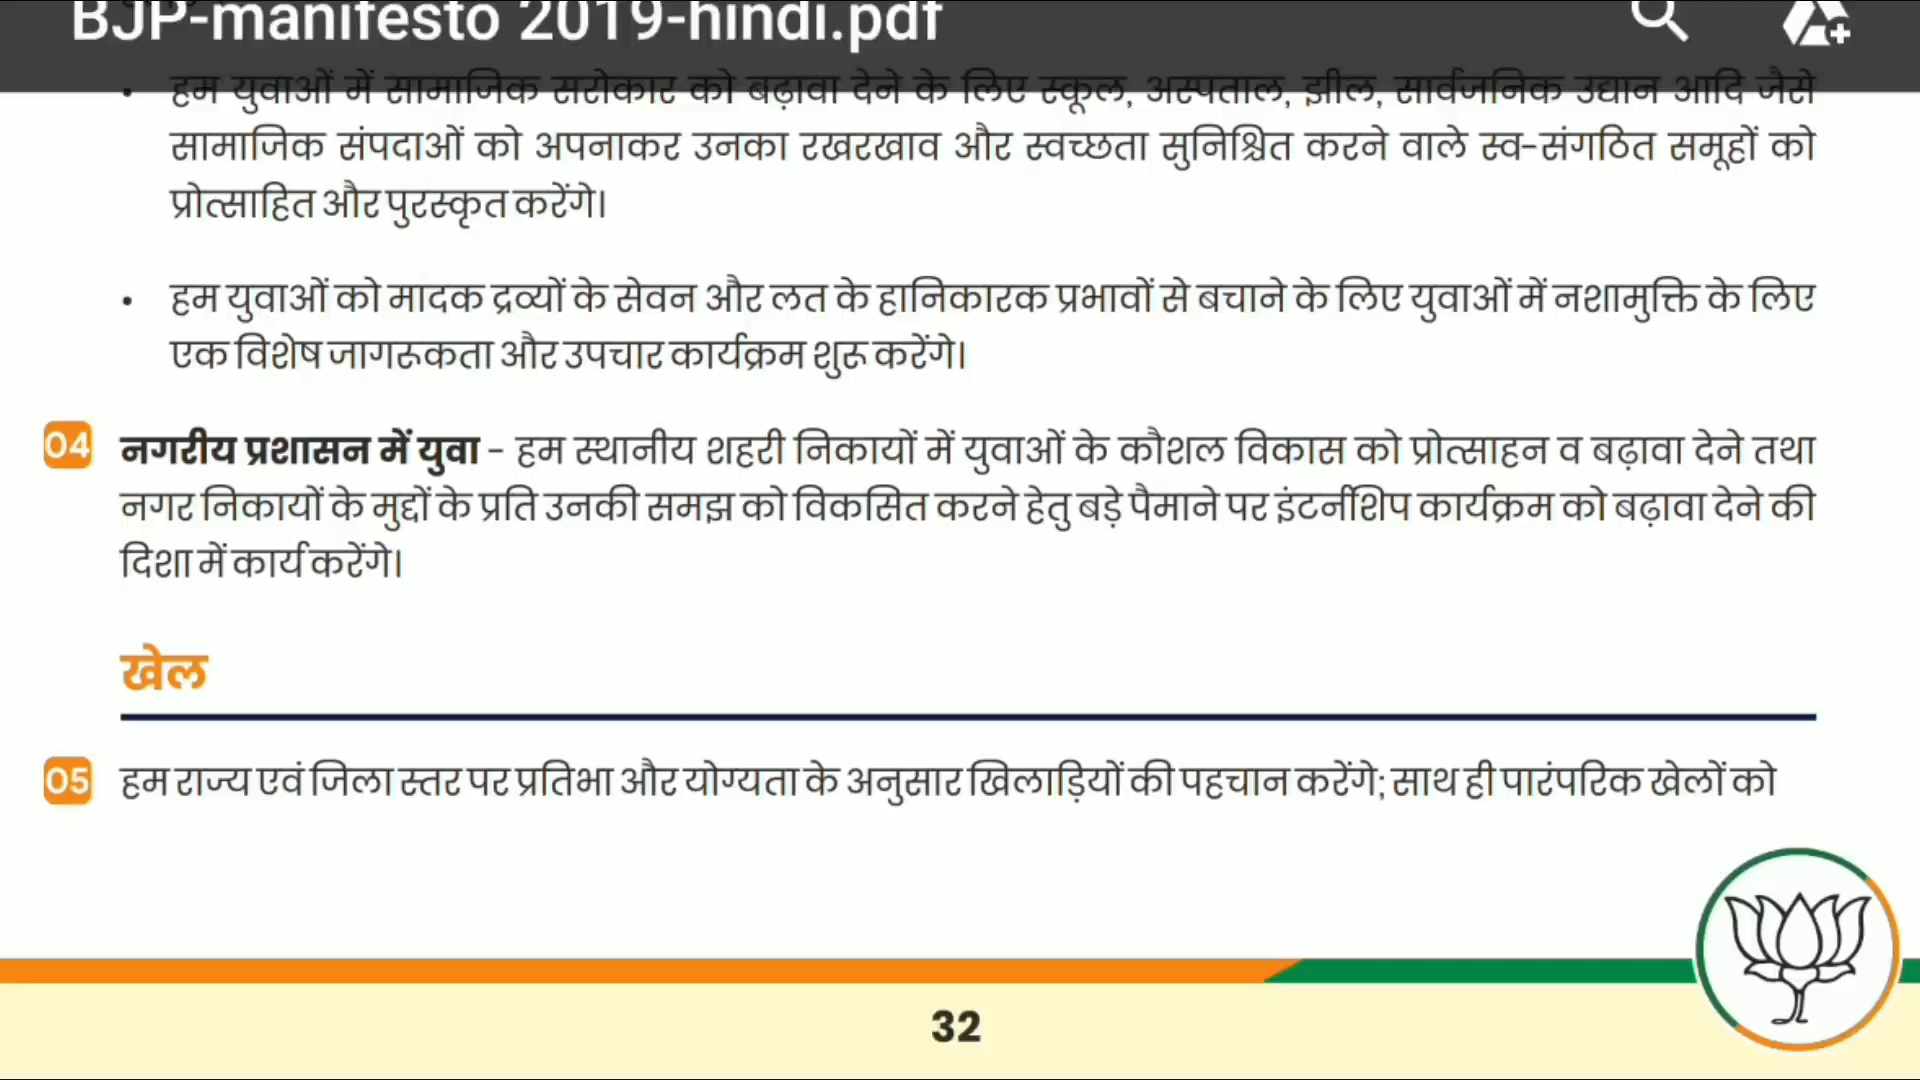 BJP-manifesto 2019-hindi.pdf
• हम युवाओं में सामाजिक सरोकार को बढ़ावा देने के लिए स्कूल, अस्पताल, झील, सार्वजनिक उद्यान आदि जैसे
सामाजिक संपदाओं को अपनाकर उनका रखरखाव और स्वच्छता सुनिश्चित करने वाले स्व-संगठित समूहों को
प्रोत्साहित और पुरस्कृत करेंगे।
• हम युवाओं को मादक द्रव्यों के सेवन और लत के हानिकारक प्रभावों से बचाने के लिए युवाओं में नशामुक्ति के लिए
एक विशेष जागरूकता और उपचार कार्यक्रम शुरू करेंगे।
04 नगरीय प्रशासन में युवा - हम स्थानीय शहरी निकायों में युवाओं के कौशल विकास को प्रोत्साहन व बढ़ावा देने तथा
नगर निकायों के मुद्दों के प्रति उनकी समझ को विकसित करने हेतु बड़े पैमाने पर इंटर्नशिप कार्यक्रम को बढ़ावा देने की
दिशा में कार्य करेंगे।
खेल
05 हम राज्य एवं जिला स्तर पर प्रतिभा और योग्यता के अनुसार खिलाड़ियों की पहचान करेंगे; साथ ही पारंपरिक खेलों को
32